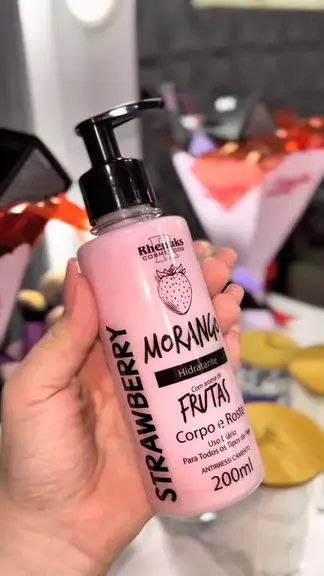 Rhenuks
COSMETICOS
MORANGO
Hidratante
Com aroma de
FRUTAS
Corpo e Rosto
Uso Diário
Para Todos os Tipos de
ANTIRRESSECAMENTO
200ml
STRAWBERRY